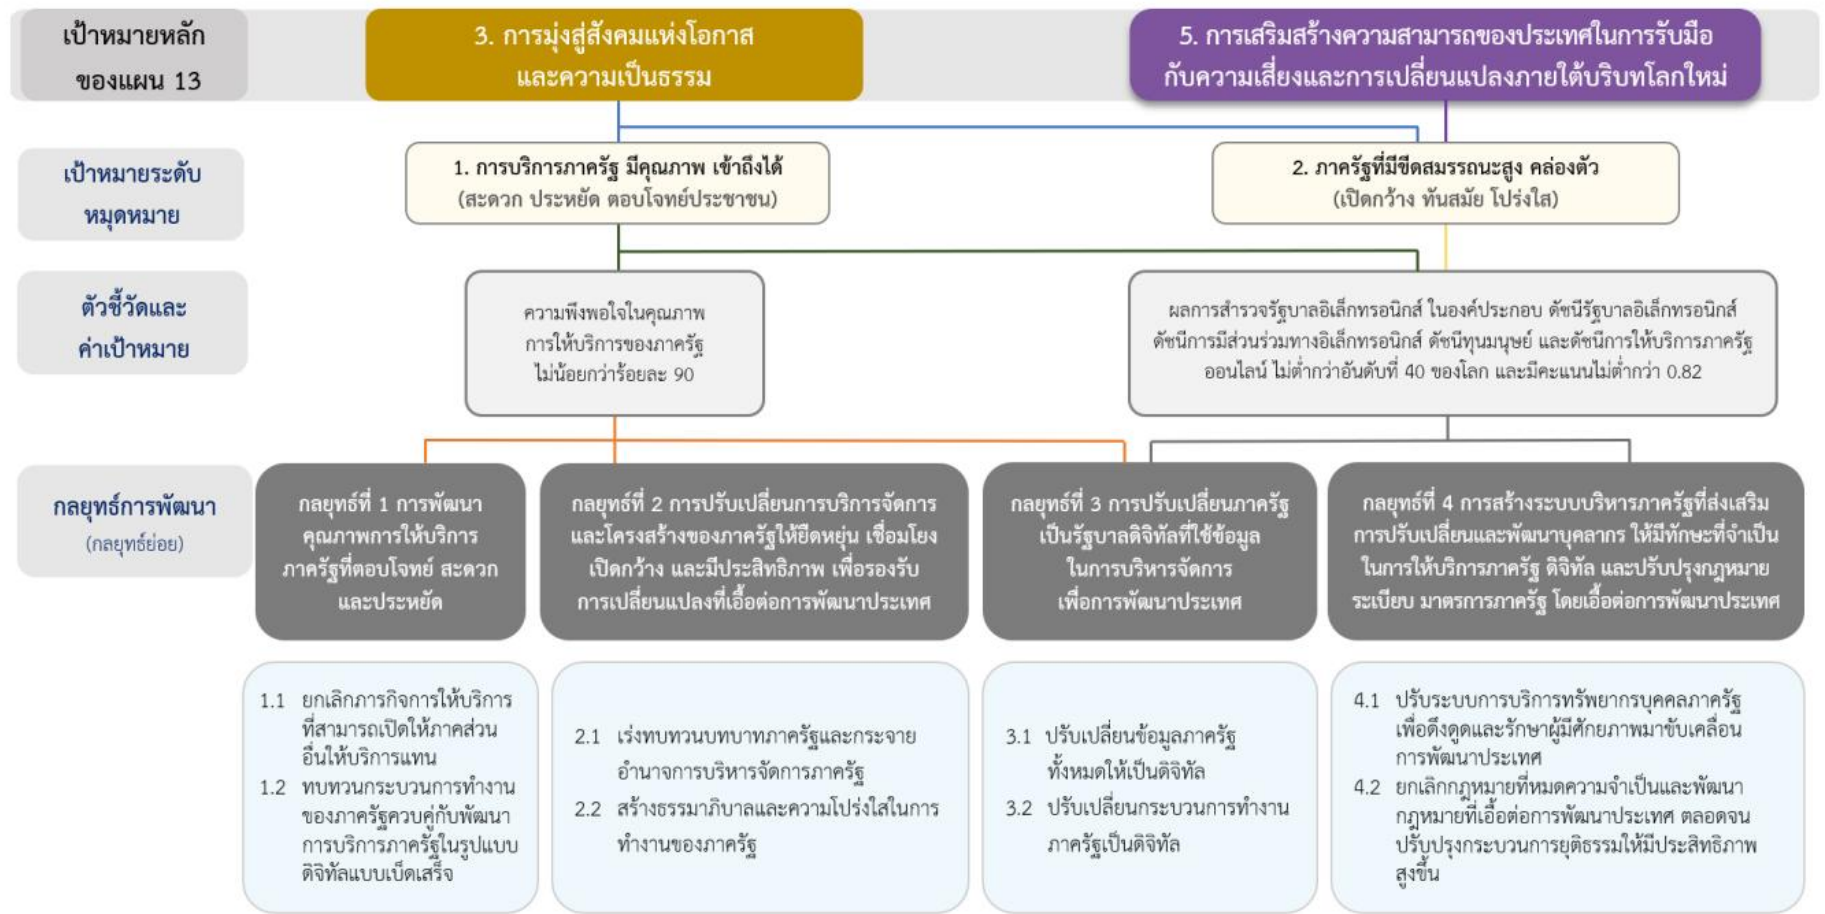 เป้าหมายหลัก
ของแผน 13
3. การมุ่งสู่สังคมแห่งโอกาส
และความเป็นธรรม
5. การเสริมสร้างความสามารถของประเทศในการรับมือ
กับความเสี่ยงและการเปลี่ยนแปลงภายใต้บริบทโลกใหม่
เป้าหมายระดับ
หมุดหมาย
1. การบริการภาครัฐ มีคุณภาพ เข้าถึงได้
(สะดวก ประหยัด ตอบโจทย์ประชาชน)
2. ภาครัฐที่มีขีดสมรรถนะสูง คล่องตัว
(เปิดกว้าง ทันสมัย โปร่งใส)
ตัวชี้วัดและ
ค่าเป้าหมาย
ความพึงพอใจในคุณภาพ
การให้บริการของภาครัฐ
ไม่น้อยกว่าร้อยละ 90
ผลการสำรวจรัฐบาลอิเล็กทรอนิกส์ ในองค์ประกอบ ดัชนีรัฐบาลอิเล็กทรอนิกส์
ดัชนีการมีส่วนร่วมทางอิเล็กทรอนิกส์ ดัชนีทุนมนุษย์ และดัชนีการให้บริการภาครัฐ
ออนไลน์ ไม่ต่ำกว่าอันดับที่ 40 ของโลก และมีคะแนนไม่ต่ำกว่า 0.82
กลยุทธ์การพัฒนา
(กลยุทธ์ย่อย)
กลยุทธ์ที่ 1 การพัฒนา
คุณภาพการให้บริการ
ภาครัฐที่ตอบโจทย์ สะดวก
และประหยัด
กลยุทธ์ที่ 2 การปรับเปลี่ยนการบริการจัดการ
และโครงสร้างของภาครัฐให้ยืดหยุ่น เชื่อมโยง
เปิดกว้าง และมีประสิทธิภาพ เพื่อรองรับ
การเปลี่ยนแปลงที่เอื้อต่อการพัฒนาประเทศ
กลยุทธ์ที่ 3 การปรับเปลี่ยนภาครัฐ
เป็นรัฐบาลดิจิทัลที่ใช้ข้อมูล
ในการบริหารจัดการ
เพื่อการพัฒนาประเทศ
กลยุทธ์ที่ 4 การสร้างระบบบริหารภาครัฐที่ส่งเสริม
การปรับเปลี่ยนและพัฒนาบุคลากร ให้มีทักษะที่จำเป็น
ในการให้บริการภาครัฐ ดิจิทัล และปรับปรุงกฎหมาย
ระเบียบ มาตรการภาครัฐ โดยเอื้อต่อการพัฒนาประเทศ
1.1 ยกเลิกภารกิจการให้บริการ
ที่สามารถเปิดให้ภาคส่วน
อื่นให้บริการแทน
1.2 ทบทวนกระบวนการทำงาน
ของภาครัฐควบคู่กับพัฒนา
การบริการภาครัฐในรูปแบบ
ดิจิทัลแบบเบ็ดเสร็จ
2.1 เร่งทบทวนบทบาทภาครัฐและกระจาย
อำนาจการบริหารจัดการภาครัฐ
2.2 สร้างธรรมาภิบาลและความโปร่งใสในการ
ทำงานของภาครัฐ
3.1 ปรับเปลี่ยนข้อมูลภาครัฐ
ทั้งหมดให้เป็นดิจิทัล
3.2 ปรับเปลี่ยนกระบวนการทำงาน
ภาครัฐเป็นดิจิทัล
4.1 ปรับระบบการบริการทรัพยากรบุคคลภาครัฐ
เพื่อดึงดูดและรักษาผู้มีศักยภาพมาขับเคลื่อน
การพัฒนาประเทศ
4.2 ยกเลิกกฎหมายที่หมดความจำเป็นและพัฒนา
กฎหมายที่เอื้อต่อการพัฒนาประเทศ ตลอดจน
ปรับปรุงกระบวนการยุติธรรมให้มีประสิทธิภาพ
สูงขึ้น